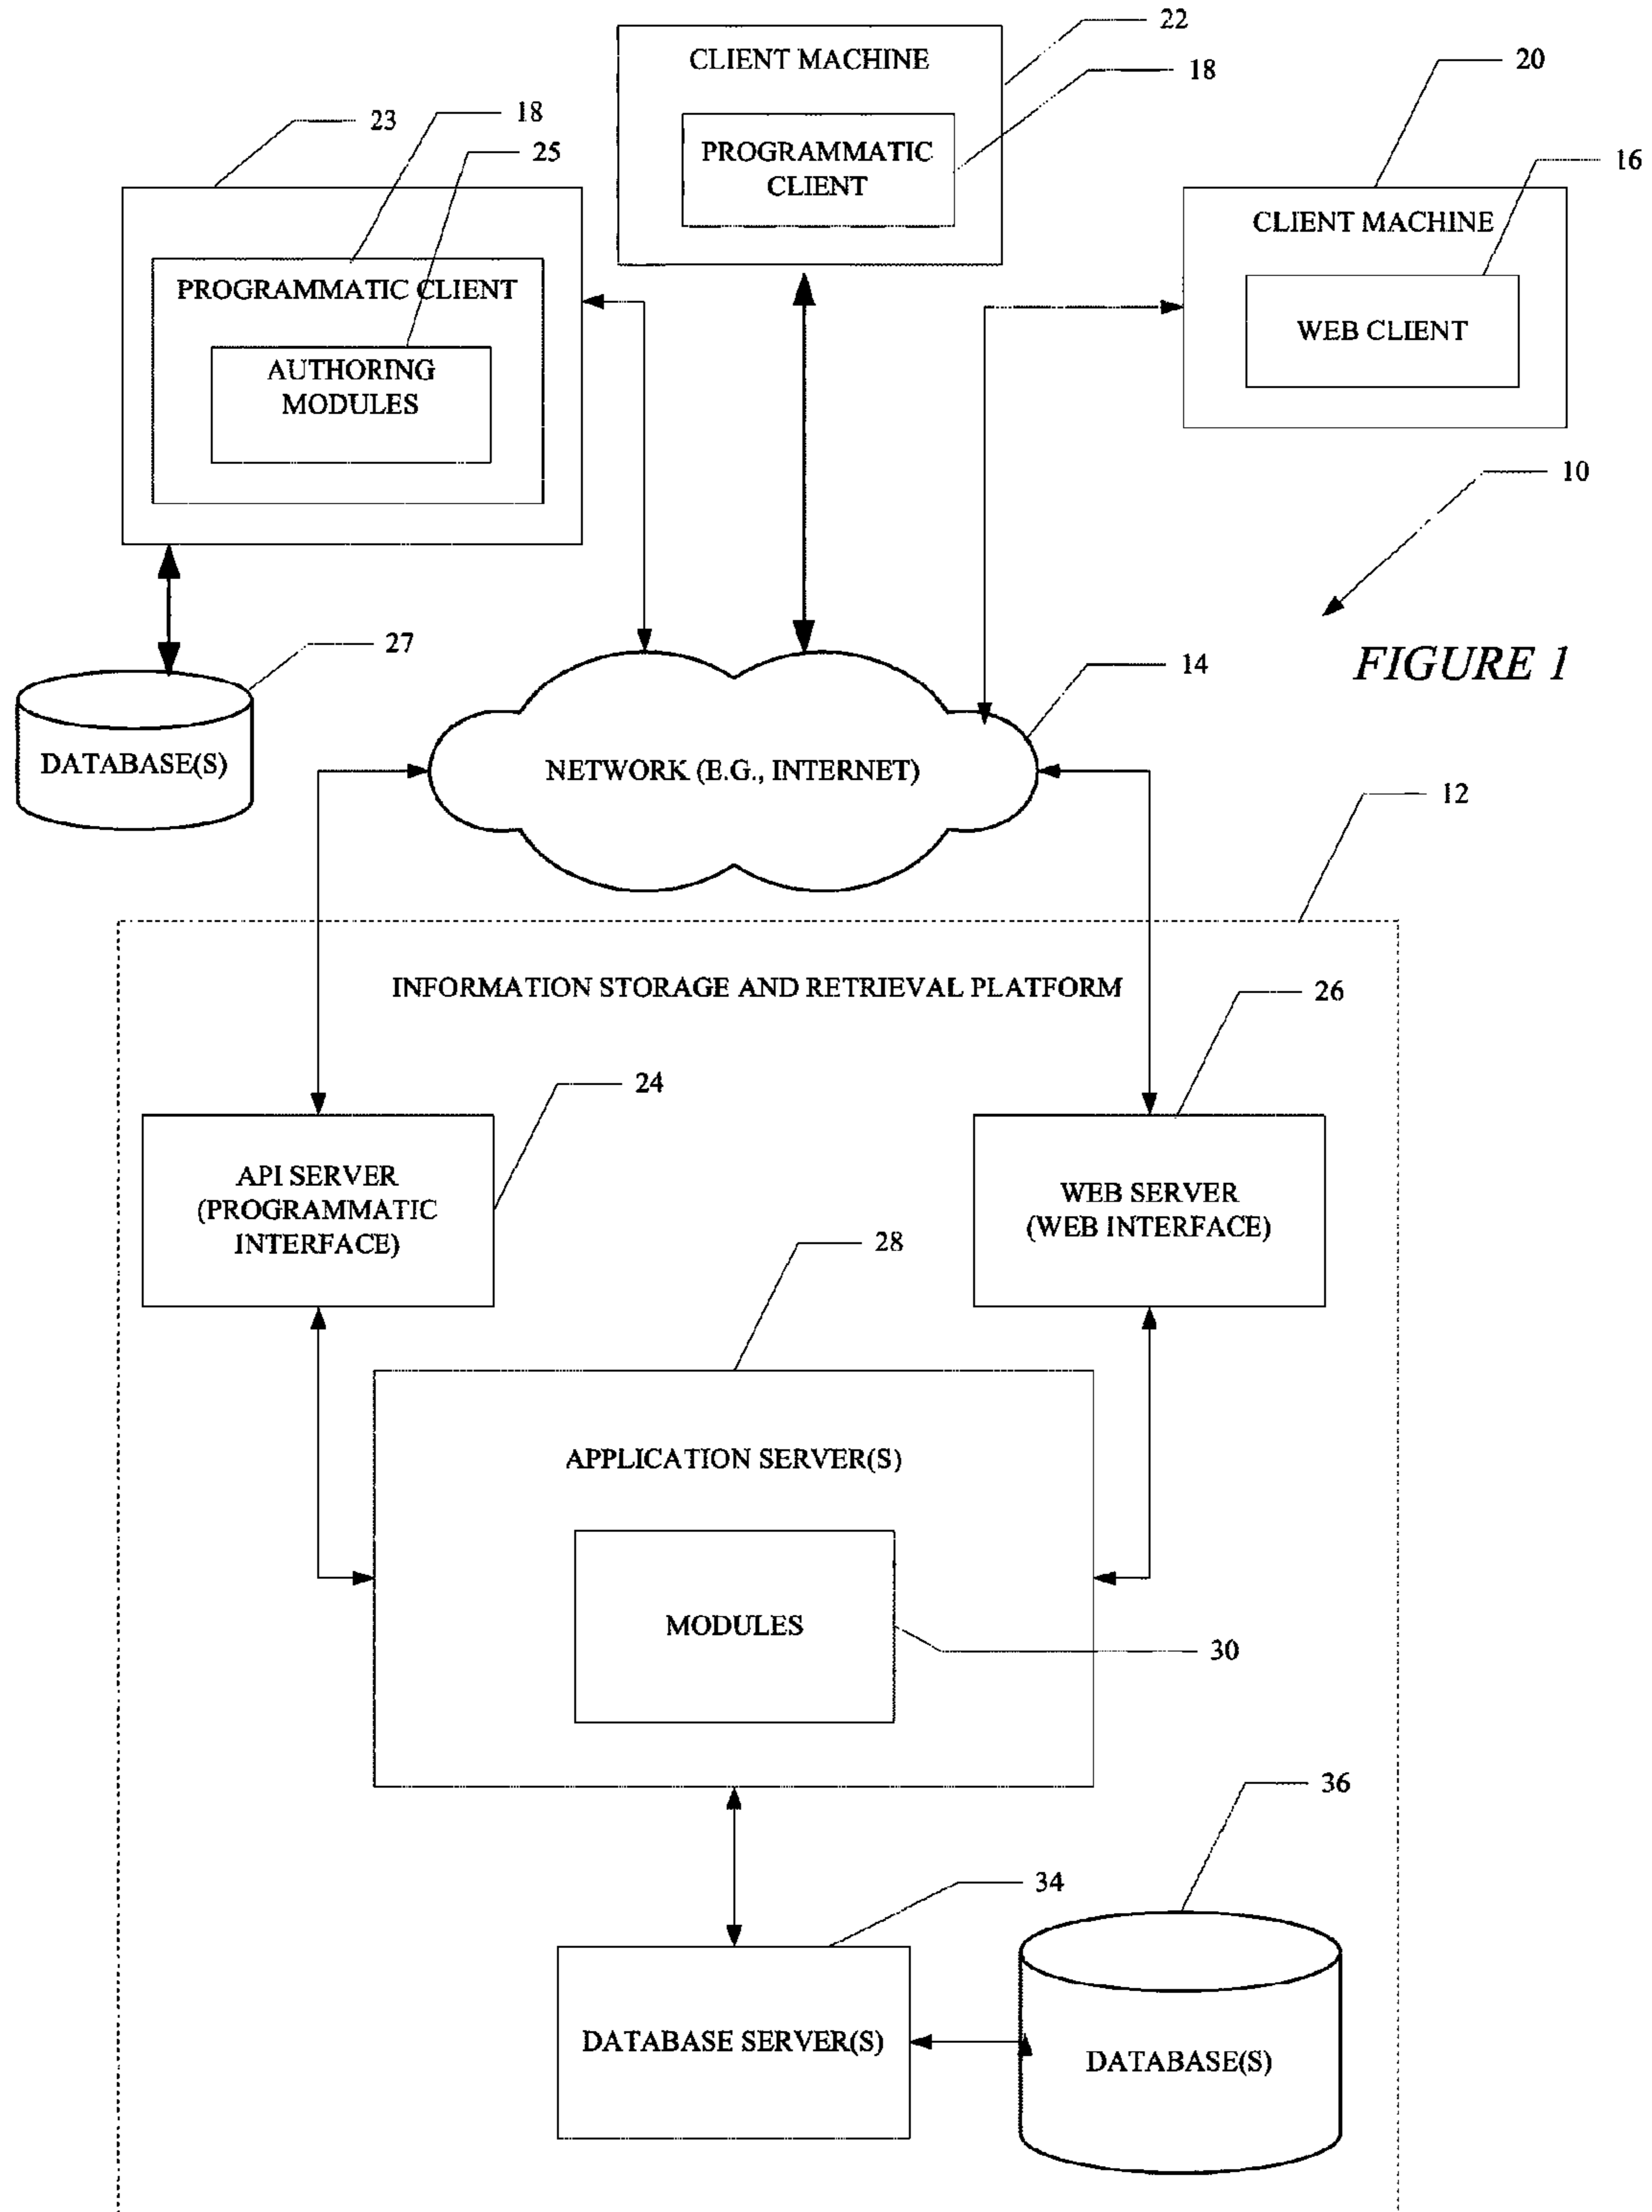 22
CLIENT MACHINE
18
20
23
18
25
PROGRAMMATIC
CLIENT
16
CLIENT MACHINE
PROGRAMMATIC CLIENT
WEB CLIENT
AUTHORING
MODULES
10
27
FIGURE 1
14
DATABASE(S)
NETWORK (E.G., INTERNET)
12
INFORMATION STORAGE AND RETRIEVAL PLATFORM
26
24
API SERVER
(PROGRAMMATIC
INTERFACE)
WEB SERVER
(WEB INTERFACE)
28
APPLICATION SERVER(S)
MODULES
30
36
34
DATABASE SERVER(S)
DATABASE(S)